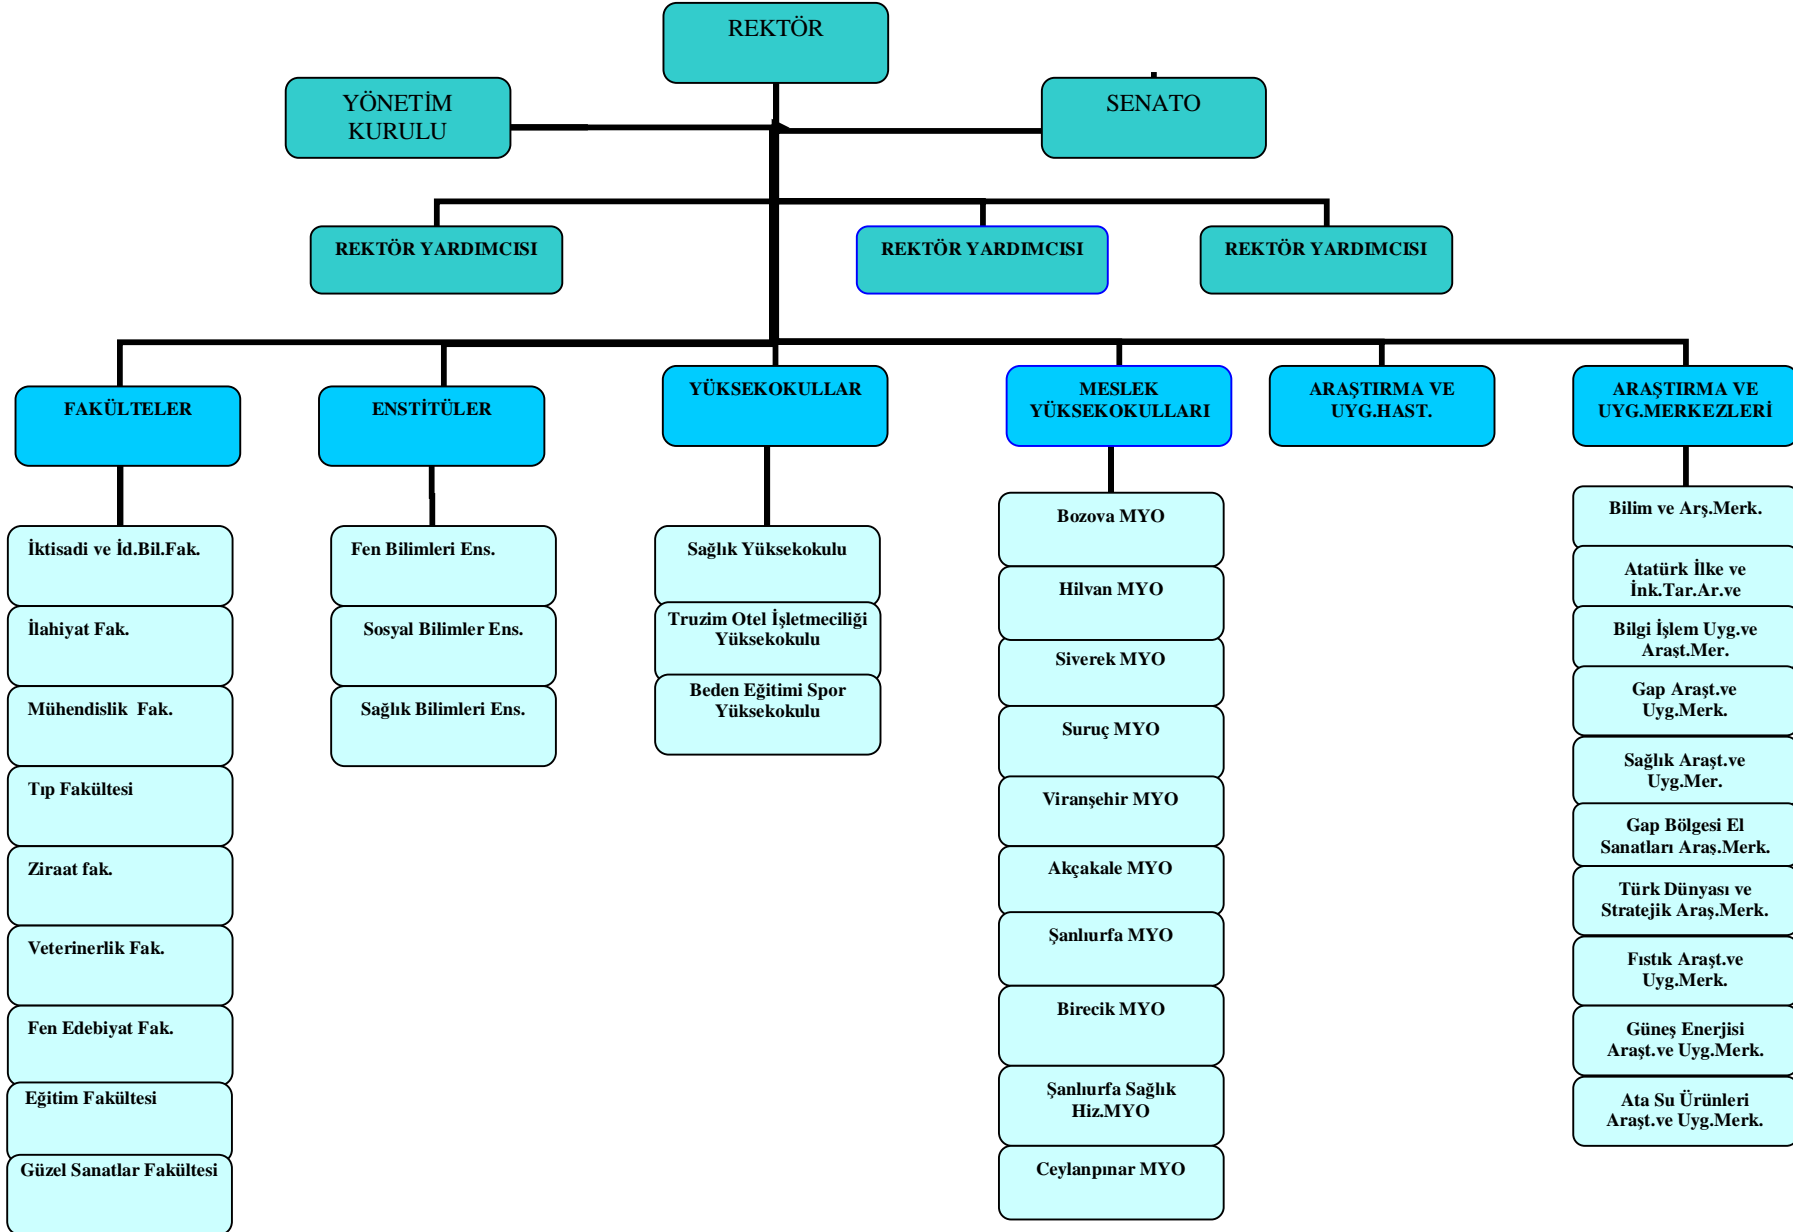 REKTÖR
YÖNETİM
KURULU
SENATO
REKTÖR YARDIMCISI
REKTÖR YARDIMCISI
REKTÖR YARDIMCISI
FAKÜLTELER
ENSTİTÜLER
YÜKSEKOKULLAR
MESLEK
YÜKSEKOKULLARI
ARAŞTIRMA VE
UYG.HAST.
ARAŞTIRMA VE
UYG.MERKEZLERİ
İktisadi ve İd.Bil.Fak.
İlahiyat Fak.
Mühendislik  Fak.
Tıp Fakültesi
Ziraat fak.
Veterinerlik Fak.
Fen Edebiyat Fak.
Eğitim Fakültesi
Güzel Sanatlar Fakültesi
Fen Bilimleri Ens.
Sosyal Bilimler Ens.
Sağlık Bilimleri Ens.
Sağlık Yüksekokulu
Truzim Otel İşletmeciliği
Yüksekokulu
Beden Eğitimi Spor
Yüksekokulu
Bozova MYO
Hilvan MYO
Siverek MYO
Suruç MYO
Viranşehir MYO
Akçakale MYO
Şanlıurfa MYO
Birecik MYO
Şanlıurfa Sağlık
Hiz.MYO
Ceylanpınar MYO
Bilim ve Arş.Merk.
Atatürk İlke ve
İnk.Tar.Ar.ve
Bilgi İşlem Uyg.ve
Araşt.Mer.
Gap Araşt.ve
Uyg.Merk.
Sağlık Araşt.ve
Uyg.Mer.
Gap Bölgesi El
Sanatları Araş.Merk.
Türk Dünyası ve
Stratejik Araş.Merk.
Fıstık Araşt.ve
Uyg.Merk.
Güneş Enerjisi
Araşt.ve Uyg.Merk.
Ata Su Ürünleri
Araşt.ve Uyg.Merk.